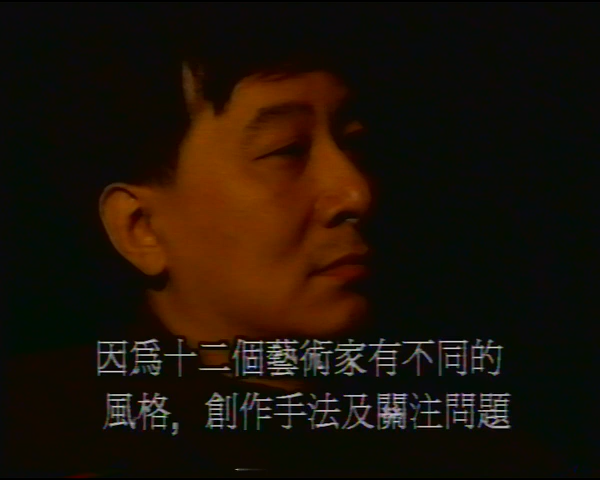 因為十二個藝術家有不同的
風格，創作手法及關注問題